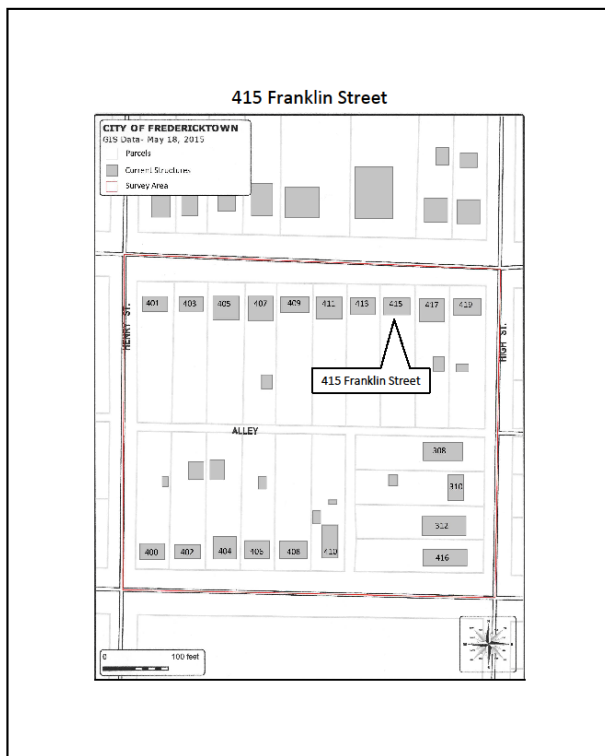 415 Franklin Street
CITY OF FREDERICKTOWN
GIS Data- May 18, 2015
Parcels
Current Structures
Survey Area
HENRY ST.
HIGH ST.
401 403 405 407 409 411 413 415 417 419
415 Franklin Street
ALLEY
308
310
312
400 402 404 406 408 410 416
0 100 feet